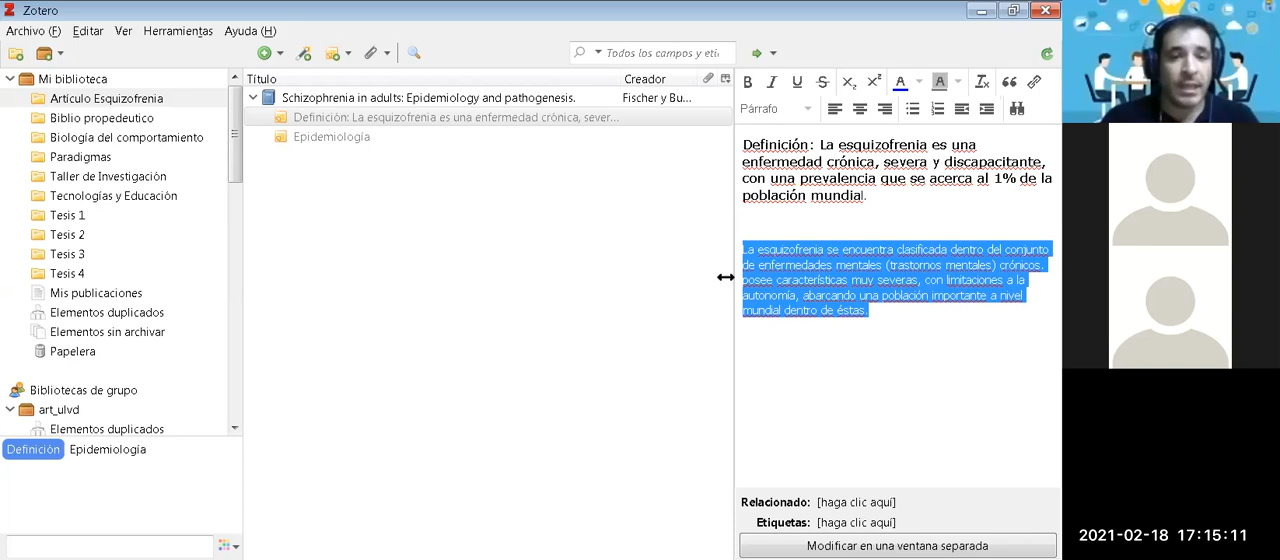 Zotero
Archivo (F) Editar Ver Herramientas Ayuda (H)
Todos los campos y eti
Mi biblioteca
Artículo Esquizofrenia
Biblio propedeutico
Biología del comportamiento
Paradigmas
Taller de Investigación
Tecnologías y Educación
Tesis 1
Tesis 2
Tesis 3
Tesis 4
Mis publicaciones
Elementos duplicados
Elementos sin archivar
Papelera
Bibliotecas de grupo
art_ulvd
Elementos duplicados
Definición Epidemiología
Título Creador
Schizophrenia in adults: Epidemiology and pathogenesis. Fischer y Bu...
Definición: La esquizofrenia es una enfermedad crónica, sever...
Epidemiología
Párrafo
Definición: La esquizofrenia es una
enfermedad crónica, severa y discapacitante,
con una prevalencia que se acerca al 1% de la
población mundial.
La esquizofrenia se encuentra clasificada dentro del conjunto
de enfermedades mentales (trastornos mentales) crónicos.
posee características muy severas, con limitaciones a la
autonomía, abarcando una población importante a nivel
mundial dentro de éstas.
Relacionado: [haga clic aquí]
Etiquetas: [haga clic aquí]
Modificar en una ventana separada
2021-02-18 17:15:11